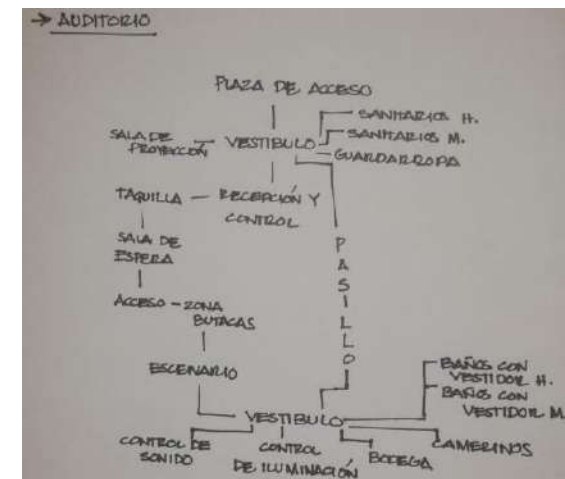 → AUDITORIO
PLAZA DE ACCESO
SANITARIOS H.
SALA DE PROYECCIÓN — VESTIBULO — SANITARIOS M.
GUARDARROPA
TAQUILLA — RECEPCIÓN Y
CONTROL
SALA DE
ESPERA
PASILLO
ACCESO - ZONA
BUTACAS
ESCENARIO
BAÑOS CON
VESTIDOR H.
BAÑOS CON
VESTIDOR M.
VESTIBULO
CAMERINOS
CONTROL DE
SONIDO
CONTROL
DE ILUMINACIÓN
BODEGA